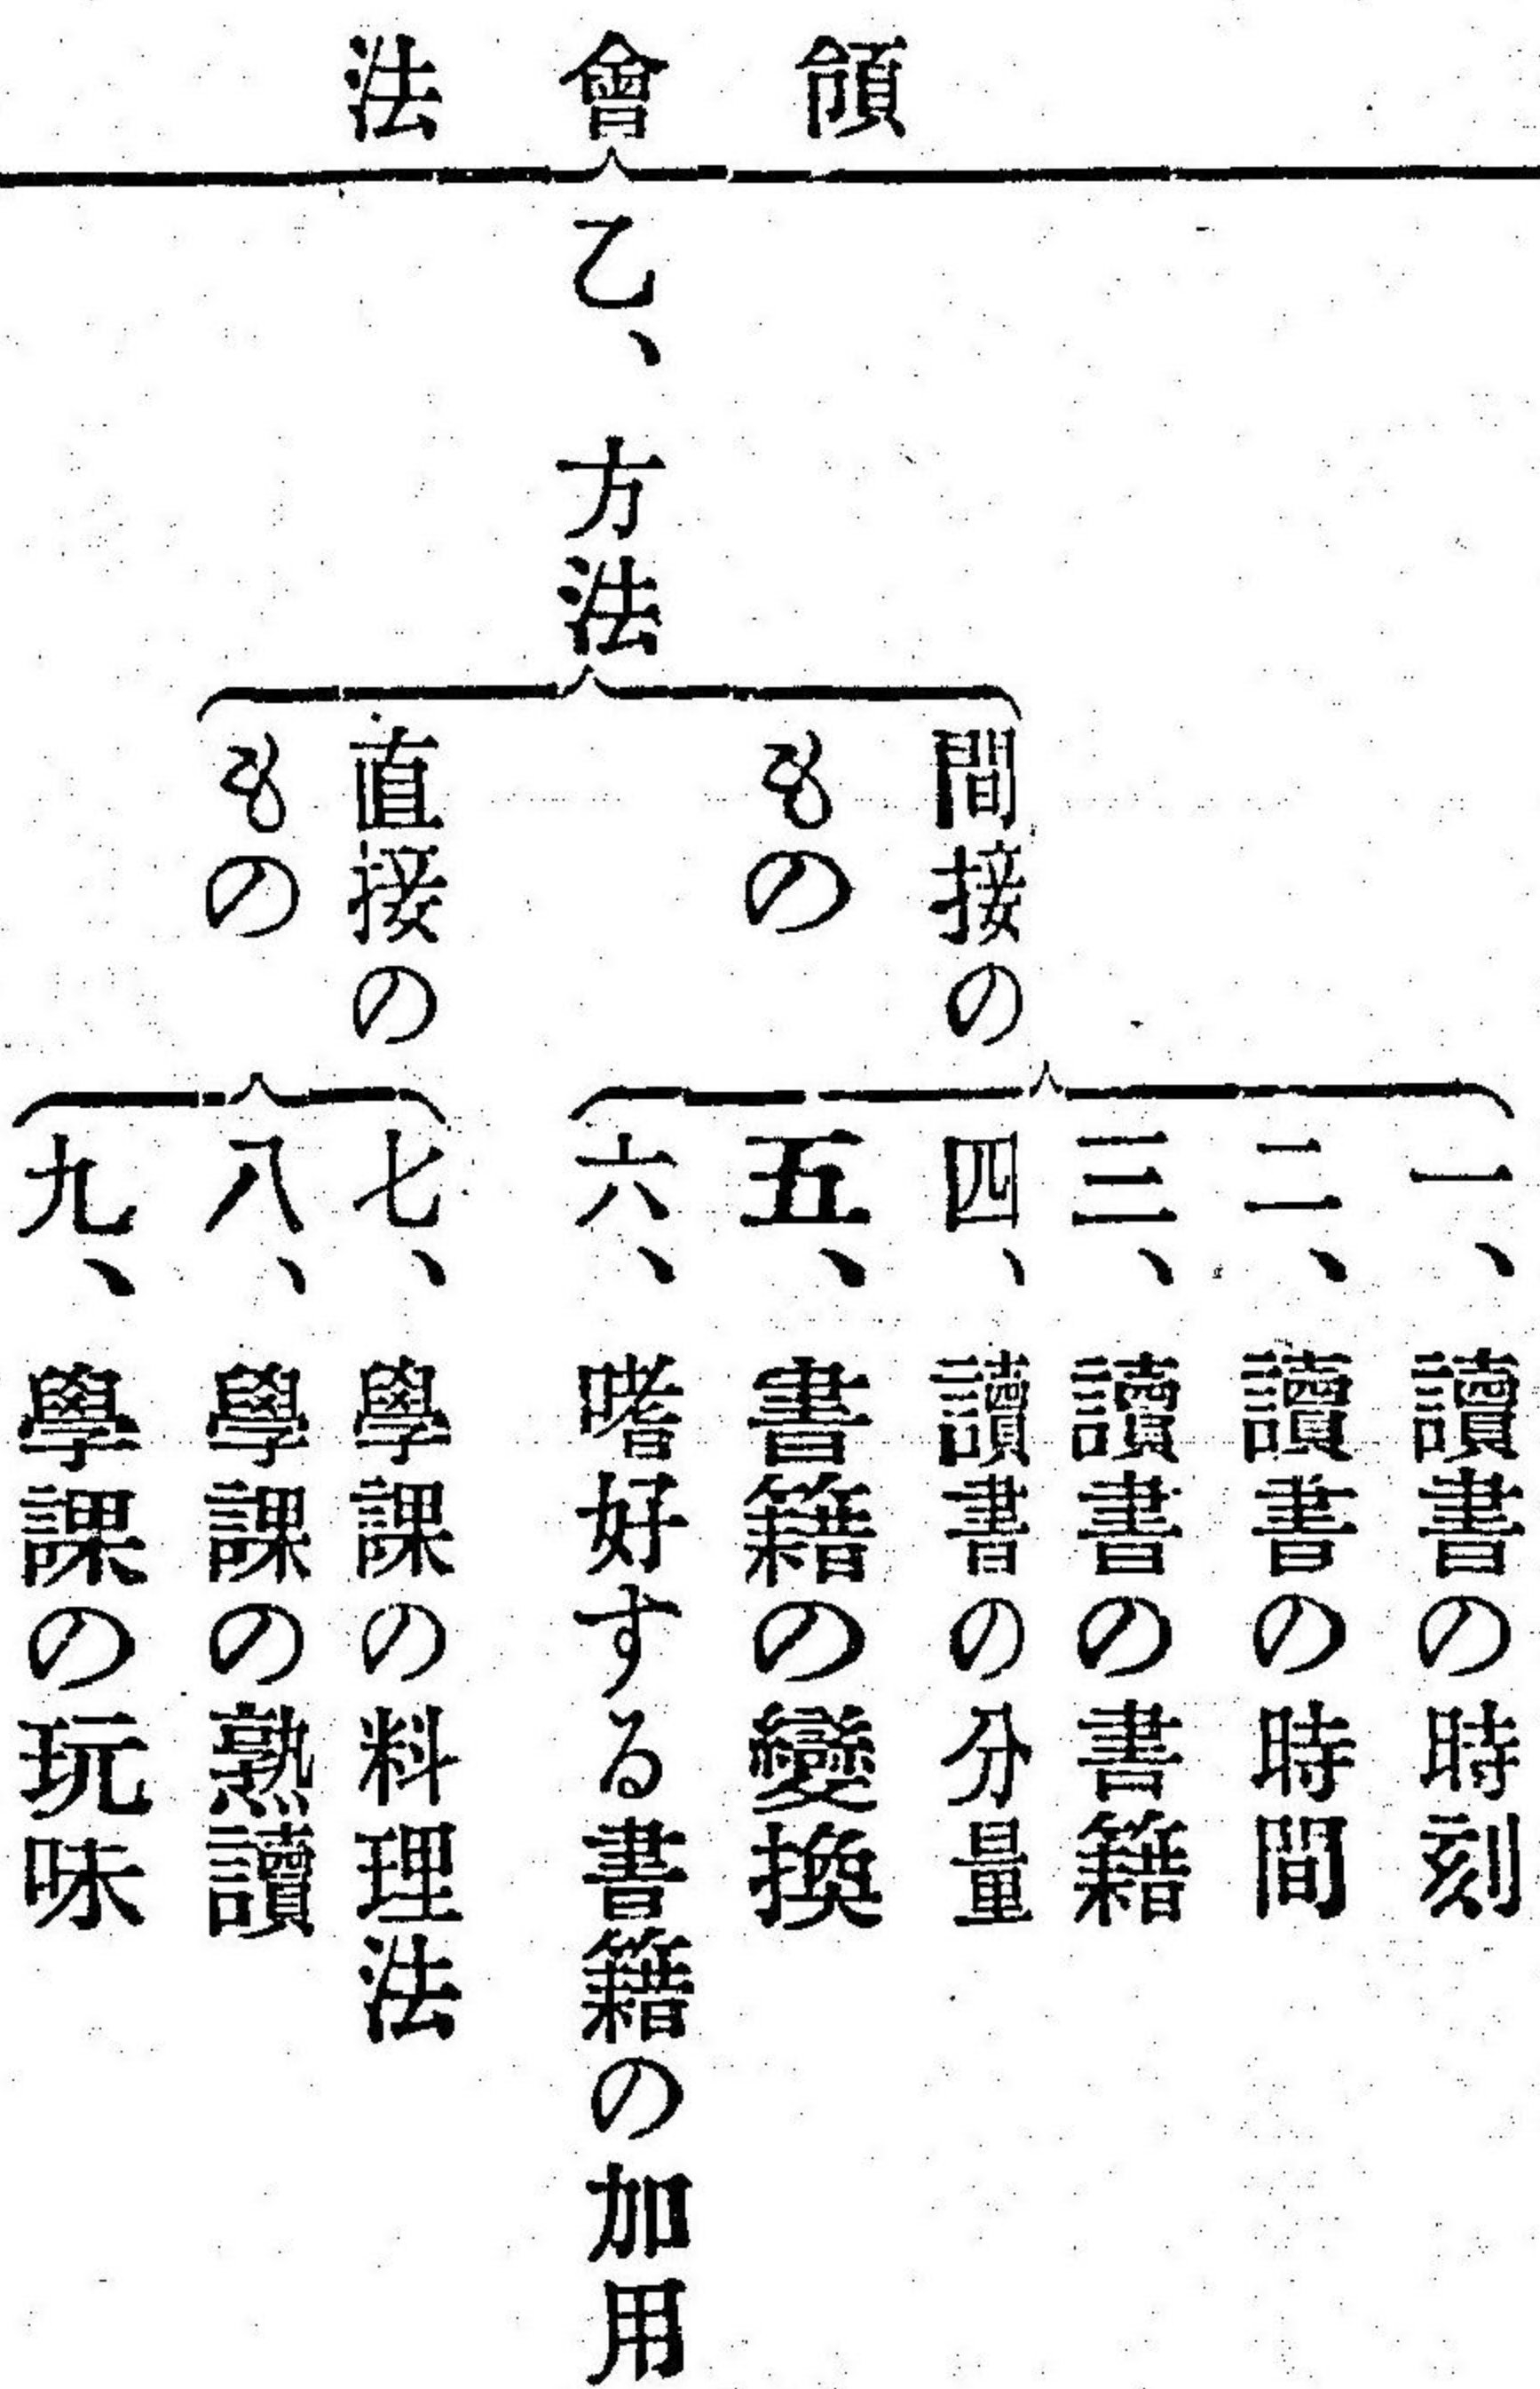 領會法
乙、方法
間接の
もの
一、讀書の時刻
二、讀書の時間
三、讀書の書籍
四、讀書の分量
五、書籍の變換
六、嗜好する書籍の加用
直接の
もの
七、學課の料理法
八、學課の熟讀
九、學課の玩味